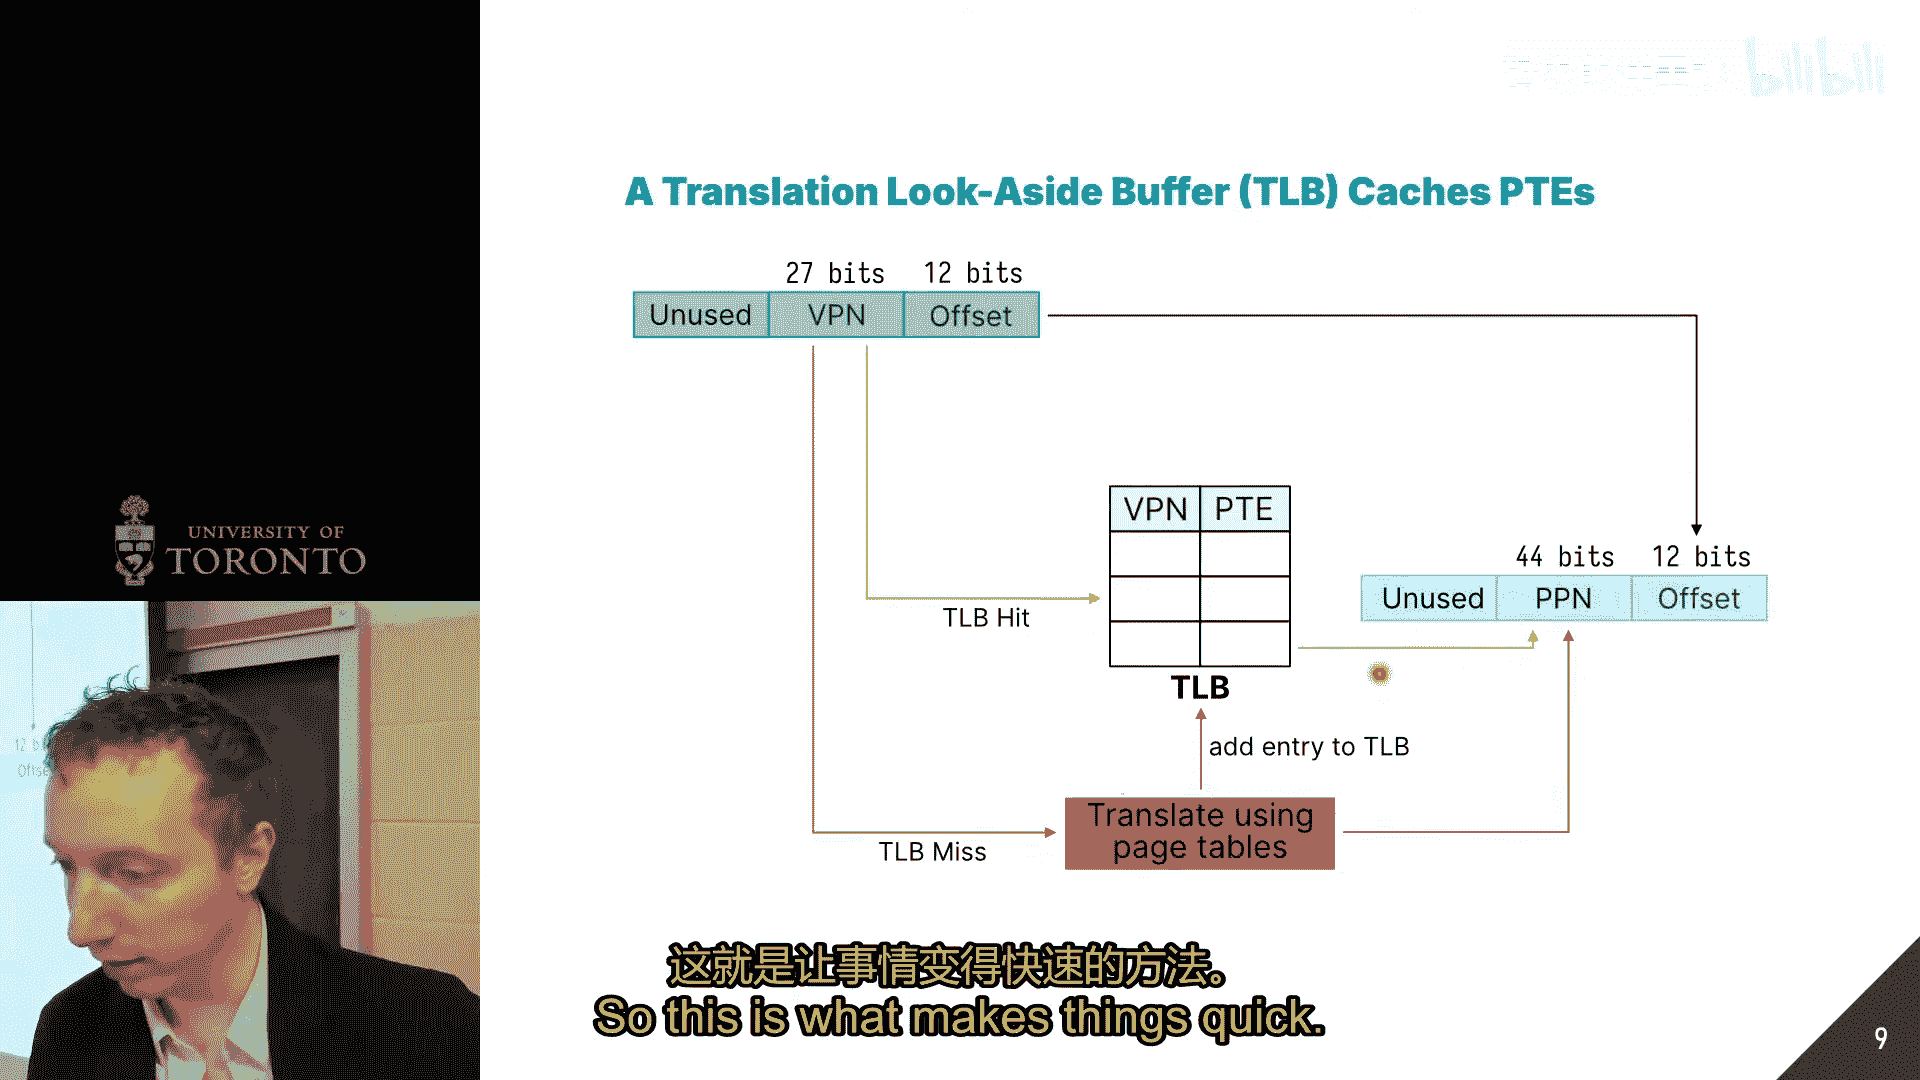 A Translation Look-Aside Buffer (TLB) Caches PTEs
27 bits 12 bits
Unused VPN Offset
VPN PTE
44 bits 12 bits
Unused PPN Offset
TLB Hit
TLB
add entry to TLB
Translate using
page tables
TLB Miss
UNIVERSITY OF
TORONTO
这就是让事情变得快速的方法。
So this is what makes things quick.
9
bilibili